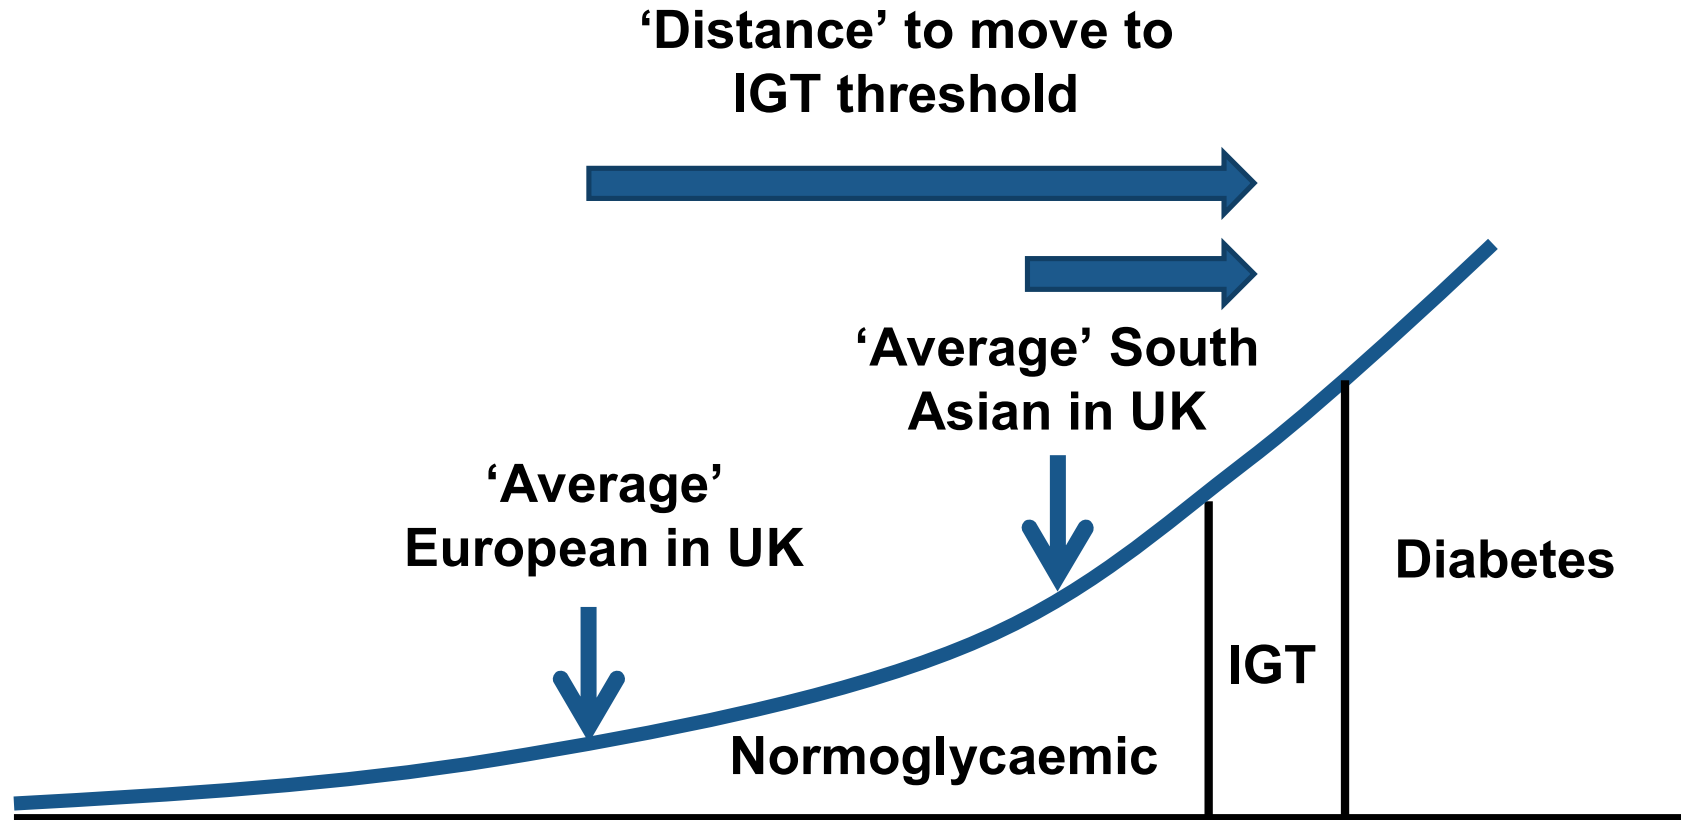 ‘Distance’ to move to
IGT threshold
‘Average’ South
Asian in UK
‘Average’
European in UK
Diabetes
IGT
Normoglycaemic